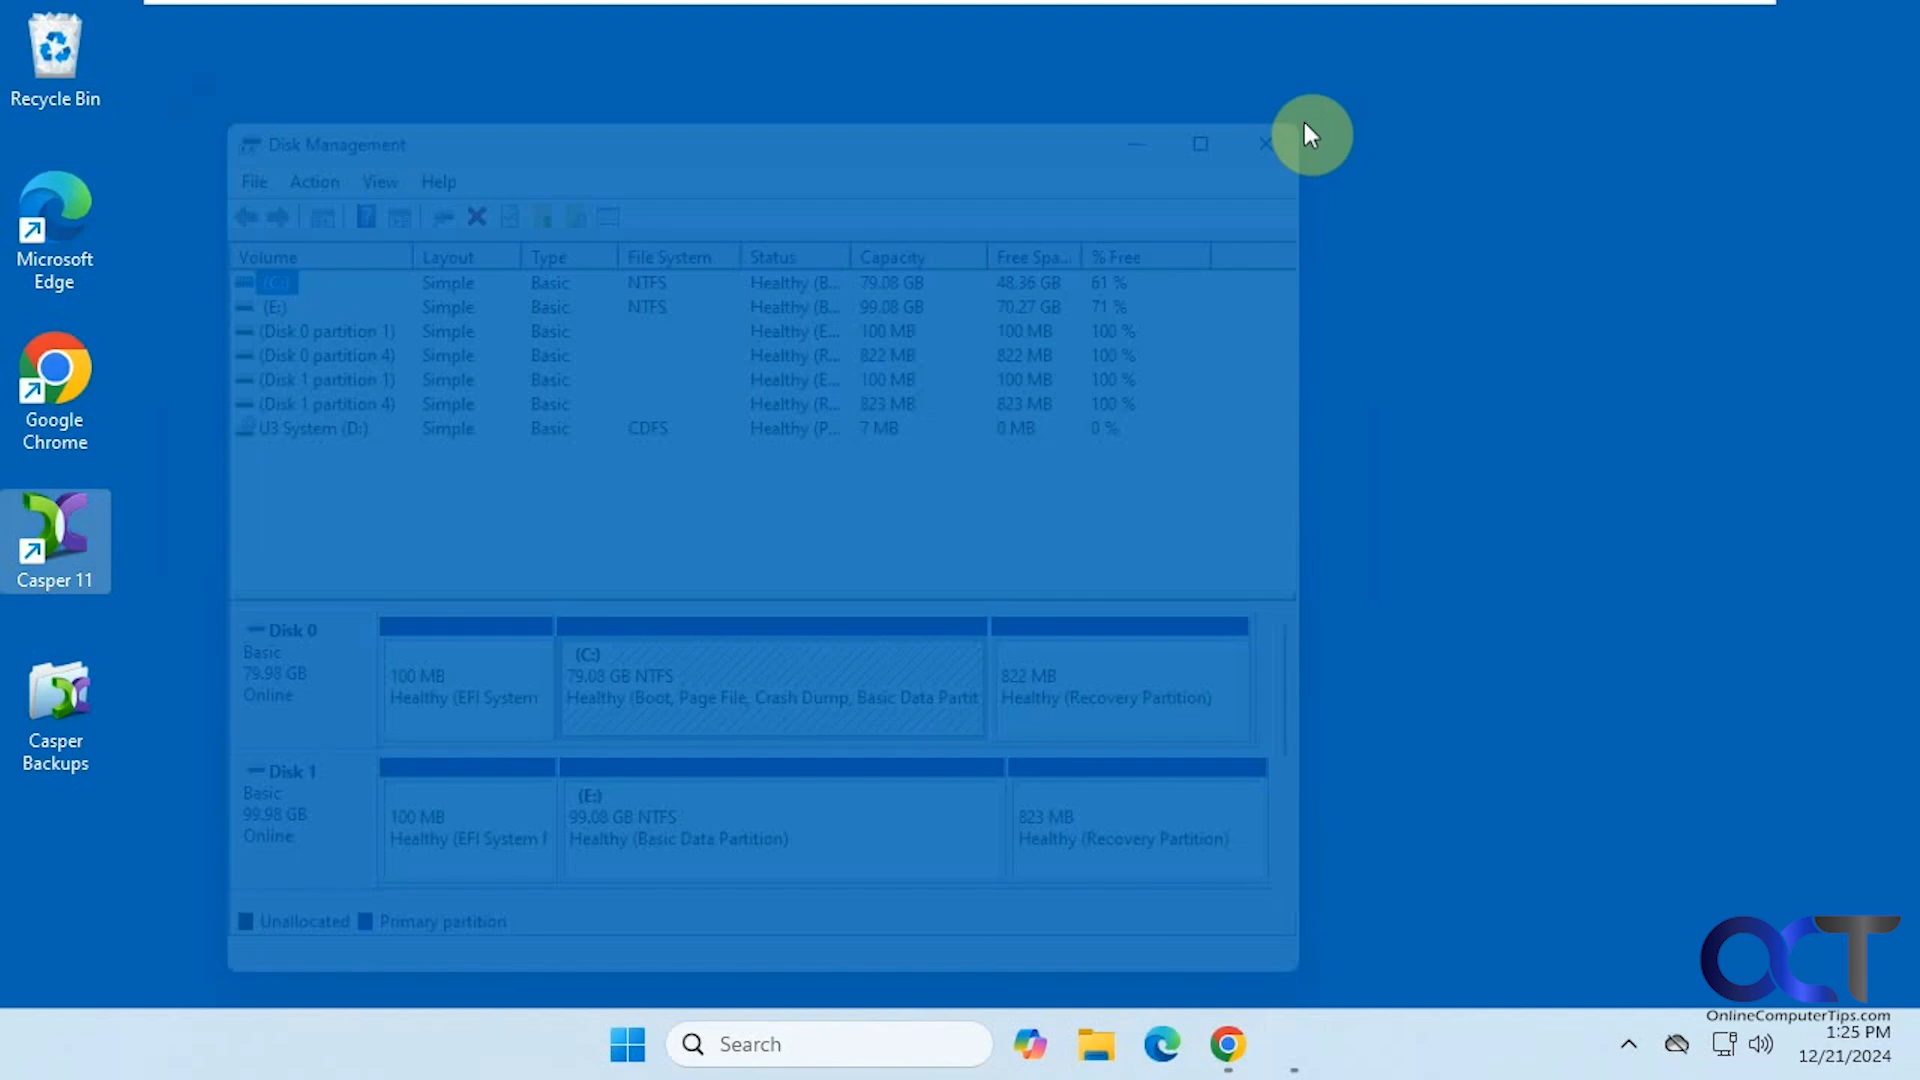 Recycle Bin
Microsoft
Edge
Google
Chrome
Casper 11
Casper
Backups
Disk Management
File Action View Help
Volume Layout Type File System Status Capacity Free Spa... % Free
(C:) Simple Basic NTFS Healthy (B... 79.08 GB 48.36 GB 61 %
(E:) Simple Basic NTFS Healthy (B... 99.08 GB 70.27 GB 71 %
(Disk 0 partition 1) Simple Basic Healthy (E... 100 MB 100 MB 100 %
(Disk 0 partition 4) Simple Basic Healthy (R... 822 MB 822 MB 100 %
(Disk 1 partition 1) Simple Basic Healthy (E... 100 MB 100 MB 100 %
(Disk 1 partition 4) Simple Basic Healthy (R... 823 MB 823 MB 100 %
U3 System (D:) Simple Basic CDFS Healthy (P... 7 MB 0 MB 0 %
Disk 0
Basic
79.98 GB
Online
100 MB
Healthy (EFI System
(C:)
79.08 GB NTFS
Healthy (Boot, Page File, Crash Dump, Basic Data Partit
822 MB
Healthy (Recovery Partition)
Disk 1
Basic
99.98 GB
Online
100 MB
Healthy (EFI System
(E:)
99.08 GB NTFS
Healthy (Basic Data Partition)
823 MB
Healthy (Recovery Partition)
Unallocated Primary partition
OCT
OnlineComputerTips.com
Search
1:25 PM
12/21/2024